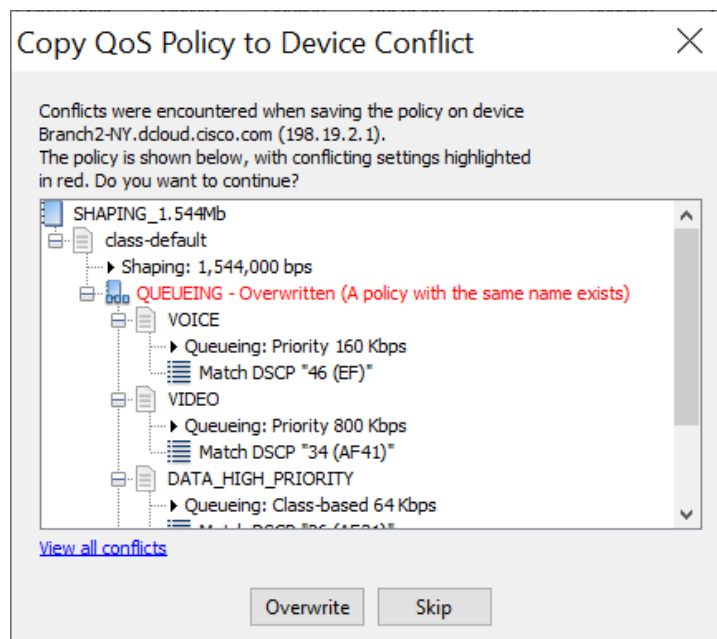 Copy QoS Policy to Device Conflict
Conflicts were encountered when saving the policy on device
Branch2-NY.dcloud.cisco.com (198.19.2.1).
The policy is shown below, with conflicting settings highlighted
in red. Do you want to continue?
SHAPING_1.544Mb
class-default
Shaping: 1,544,000 bps
QUEUEING - Overwritten (A policy with the same name exists)
VOICE
Queueing: Priority 160 Kbps
Match DSCP "46 (EF)"
VIDEO
Queueing: Priority 800 Kbps
Match DSCP "34 (AF41)"
DATA_HIGH_PRIORITY
Queueing: Class-based 64 Kbps
Match DSCP
View all conflicts
Overwrite Skip